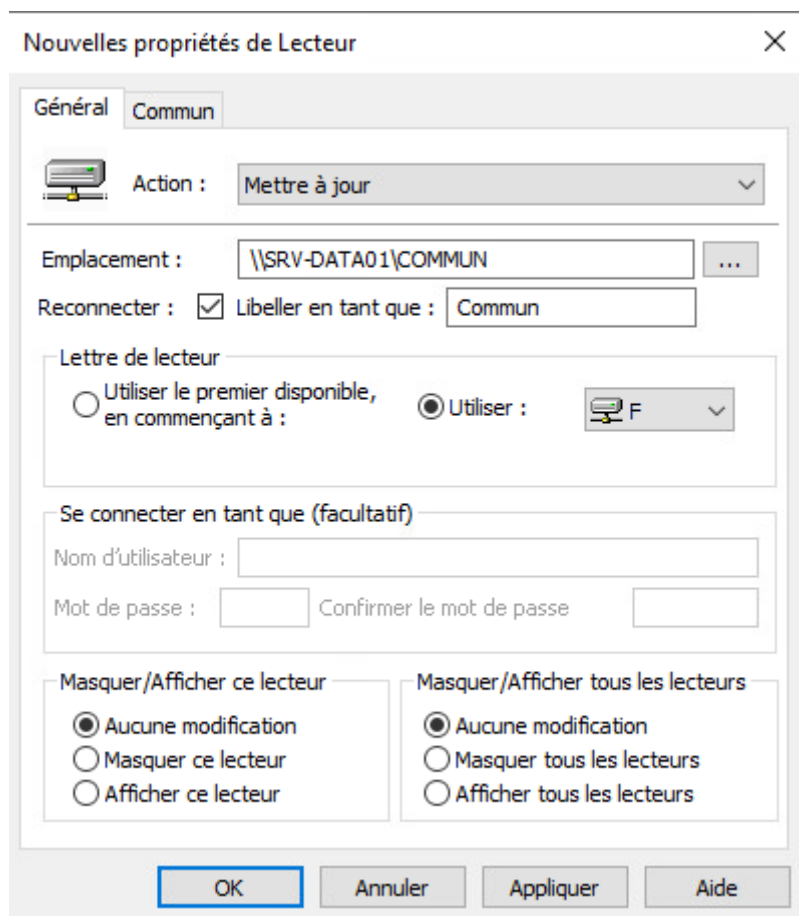 Nouvelles propriétés de Lecteur
Général Commun
Action : Mettre à jour
Emplacement : \\SRV-DATA01\COMMUN ...
Reconnecter : Libeller en tant que : Commun
Lettre de lecteur
Utiliser le premier disponible,
en commençant à :
Utiliser : F
Se connecter en tant que (facultatif)
Nom d'utilisateur :
Mot de passe : Confirmer le mot de passe
Masquer/Afficher ce lecteur
Aucune modification
Masquer ce lecteur
Afficher ce lecteur
Masquer/Afficher tous les lecteurs
Aucune modification
Masquer tous les lecteurs
Afficher tous les lecteurs
OK Annuler Appliquer Aide